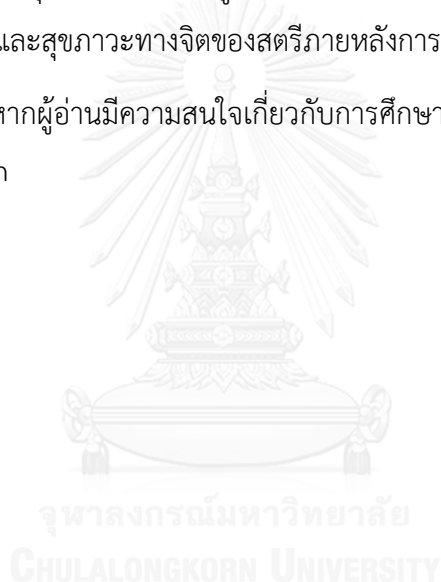 และสุขภาวะทางจิตของสตรีภายหลังการ
หากผู้อ่านมีความสนใจเกี่ยวกับการศึกษา
จุฬาลงกรณ์มหาวิทยาลัย
CHULALONGKORN UNIVERSITY